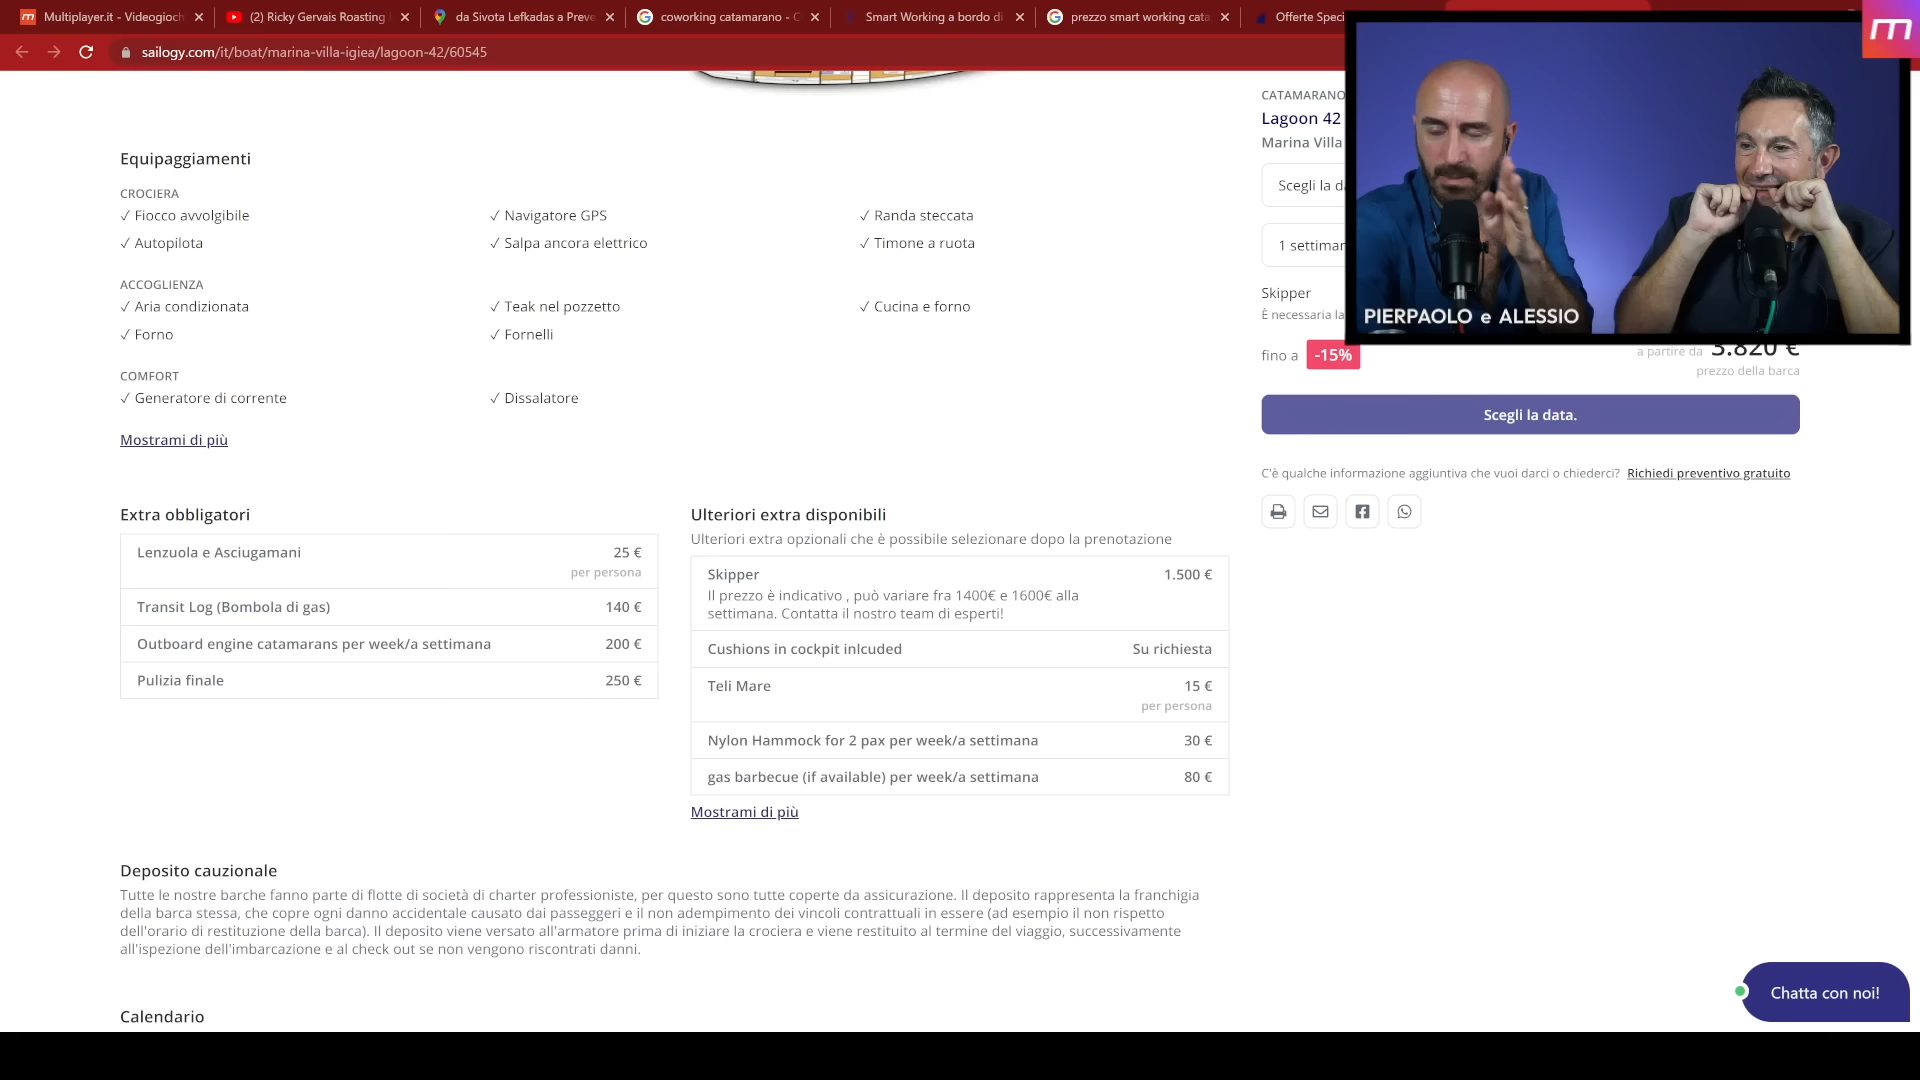 Multiplayer.it - Videogioch
(2) Ricky Gervais Roasting
da Sivota Lefkadas a Preve
coworking catamarano - C
Smart Working a bordo di
prezzo smart working cata
Offerte Speci
sailogy.com/it/boat/marina-villa-igiea/lagoon-42/60545
Equipaggiamenti
CROCIERA
✓ Fiocco avvolgibile
✓ Navigatore GPS
✓ Randa steccata
✓ Autopilota
✓ Salpa ancora elettrico
✓ Timone a ruota
ACCOGLIENZA
✓ Aria condizionata
✓ Teak nel pozzetto
✓ Cucina e forno
✓ Forno
✓ Fornelli
COMFORT
✓ Generatore di corrente
✓ Dissalatore
Mostrami di più
Extra obbligatori
Lenzuola e Asciugamani 25 €
per persona
Transit Log (Bombola di gas) 140 €
Outboard engine catamarans per week/a settimana 200 €
Pulizia finale 250 €
Ulteriori extra disponibili
Ulteriori extra opzionali che è possibile selezionare dopo la prenotazione
Skipper 1.500 €
Il prezzo è indicativo , può variare fra 1400€ e 1600€ alla
settimana. Contatta il nostro team di esperti!
Cushions in cockpit inlcuded Su richiesta
Teli Mare 15 €
per persona
Nylon Hammock for 2 pax per week/a settimana 30 €
gas barbecue (if available) per week/a settimana 80 €
Mostrami di più
Deposito cauzionale
Tutte le nostre barche fanno parte di flotte di società di charter professioniste, per questo sono tutte coperte da assicurazione. Il deposito rappresenta la franchigia
della barca stessa, che copre ogni danno accidentale causato dai passeggeri e il non adempimento dei vincoli contrattuali in essere (ad esempio il non rispetto
dell'orario di restituzione della barca). Il deposito viene versato all'armatore prima di iniziare la crociera e viene restituito al termine del viaggio, successivamente
all'ispezione dell'imbarcazione e al check out se non vengono riscontrati danni.
Calendario
CATAMARANO
Lagoon 42
Marina Villa
Scegli la da
1 settiman
Skipper
È necessaria la
fino a -15%
a partire da 3.820 €
prezzo della barca
Scegli la data.
C'è qualche informazione aggiuntiva che vuoi darci o chiederci? Richiedi preventivo gratuito
PIERPAOLO e ALESSIO
m
Chatta con noi!